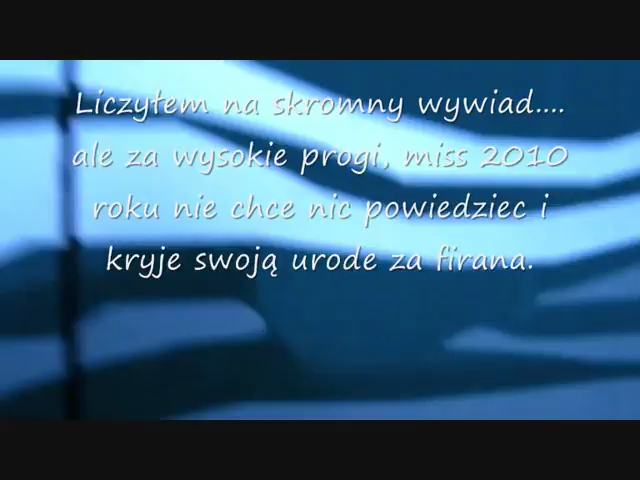 Liczyłem na skromny wywiad....
ale za wysokie progi, miss 2010
roku nie chce nic powiedziec i
kryje swoją urode za firana.